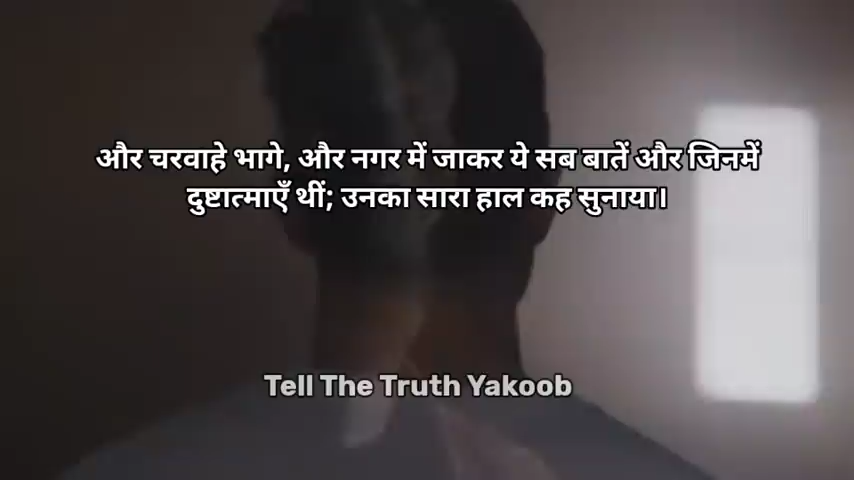 और चरवाहे भागे, और नगर में जाकर ये सब बातें और जिनमें
दुष्टात्माएँ थीं; उनका सारा हाल कह सुनाया।
Tell The Truth Yakoob